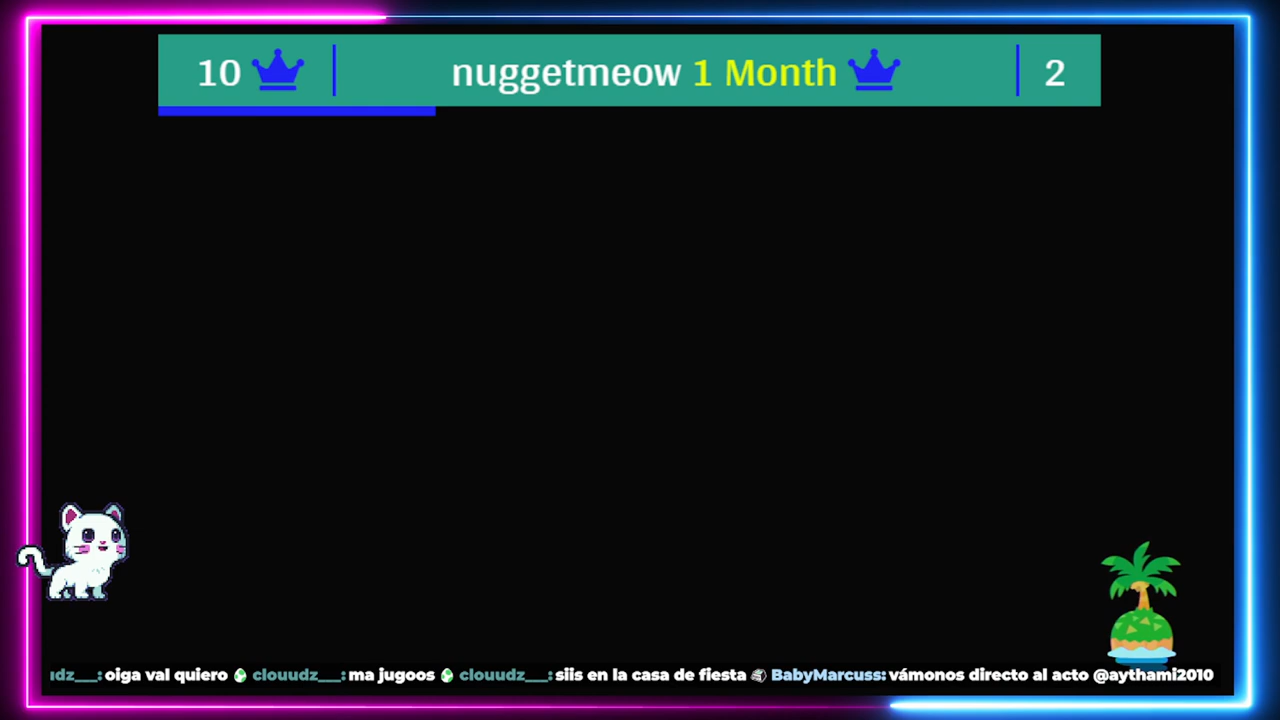 10 nuggetmeow 1 Month 2
dz___: oiga val quiero clouudz___: ma jugoos clouudz___: siis en la casa de fiesta BabyMarcuss: vámonos directo al acto @aythami2010